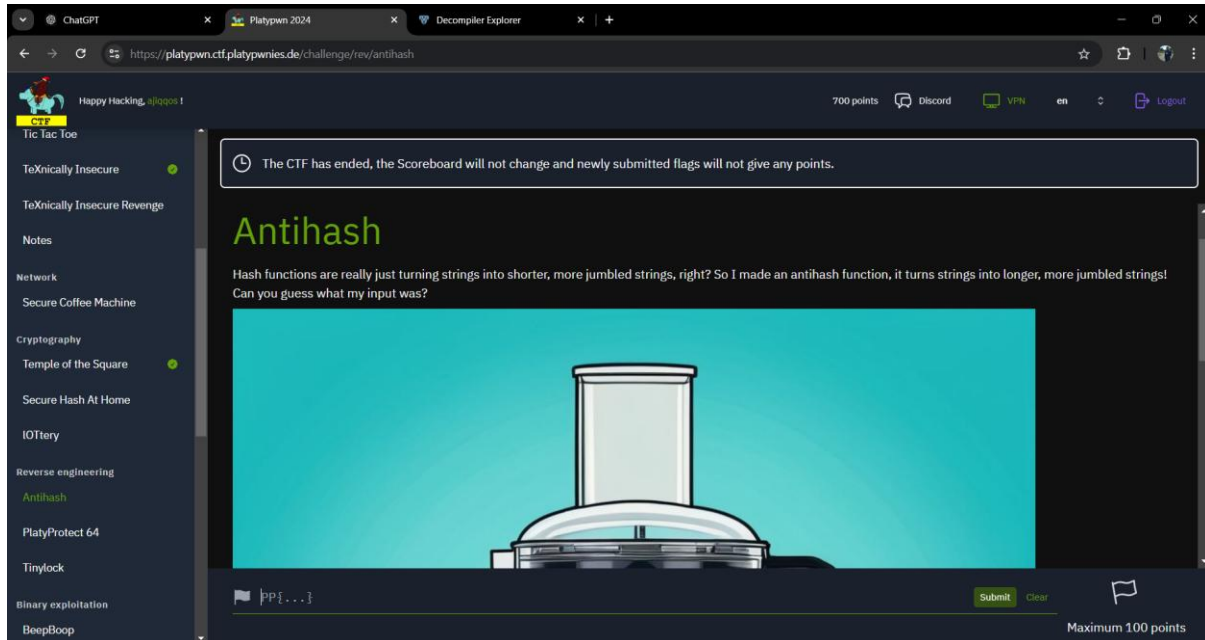 ChatGPT
Platypwn 2024
Decompiler Explorer
https://platypwn.ctf.platypwnies.de/challenge/rev/antihash
CTF
Happy Hacking, ajiqqos !
700 points
Discord
VPN
en
Logout
Tic Tac Toe
TeXnically Insecure
TeXnically Insecure Revenge
Notes
Network
Secure Coffee Machine
Cryptography
Temple of the Square
Secure Hash At Home
IOTtery
Reverse engineering
Antihash
PlatyProtect 64
Tinylock
Binary exploitation
BeepBoop
The CTF has ended, the Scoreboard will not change and newly submitted flags will not give any points.
Antihash
Hash functions are really just turning strings into shorter, more jumbled strings, right? So I made an antihash function, it turns strings into longer, more jumbled strings!
Can you guess what my input was?
PP{...}
Submit
Clear
Maximum 100 points